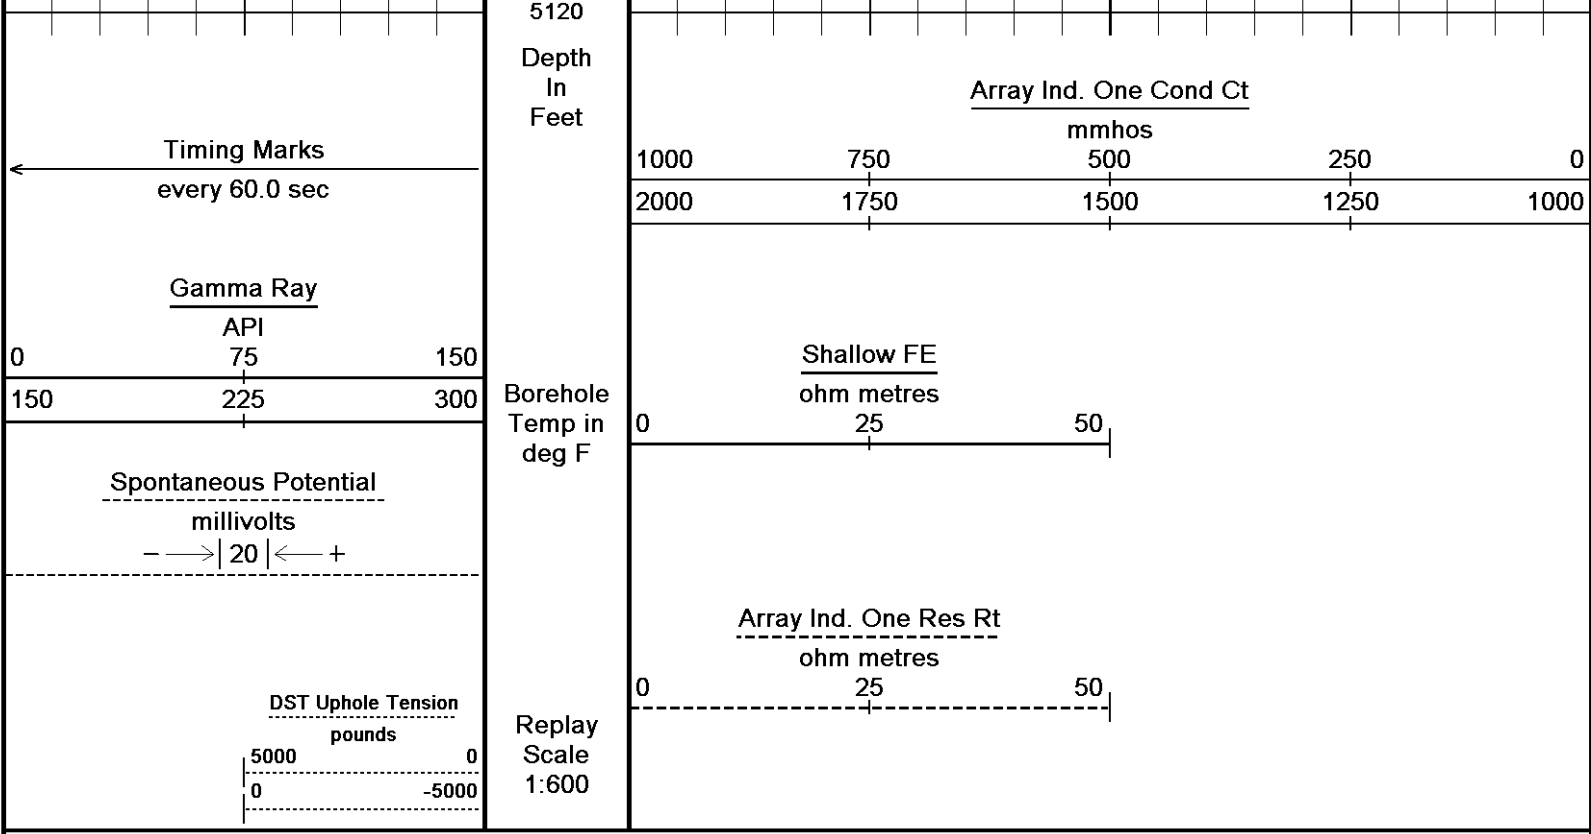 5120
Depth
In
Feet
Timing Marks
every 60.0 sec
Array Ind. One Cond Ct
mmhos
1000 750 500 250 0
2000 1750 1500 1250 1000
Gamma Ray
API
0 75 150
150 225 300
Borehole
Temp in
deg F
Shallow FE
ohm metres
0 25 50
Spontaneous Potential
millivolts
− 20 +
Array Ind. One Res Rt
ohm metres
0 25 50
DST Uphole Tension
pounds
5000 0
0 -5000
Replay
Scale
1:600